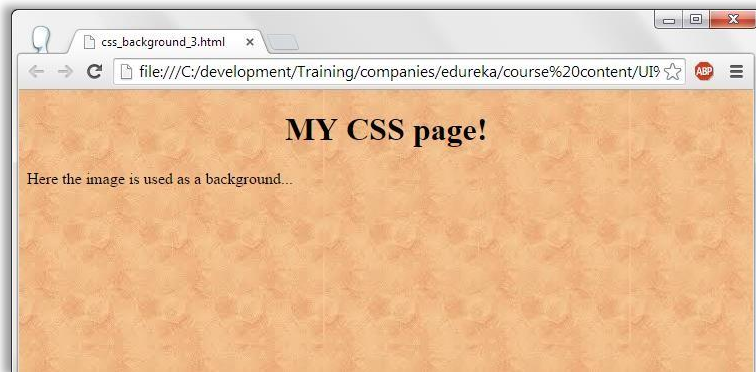 css_background_3.html
file:///C:/development/Training/companies/edureka/course%20content/UI%
ABP
MY CSS page!
Here the image is used as a background...